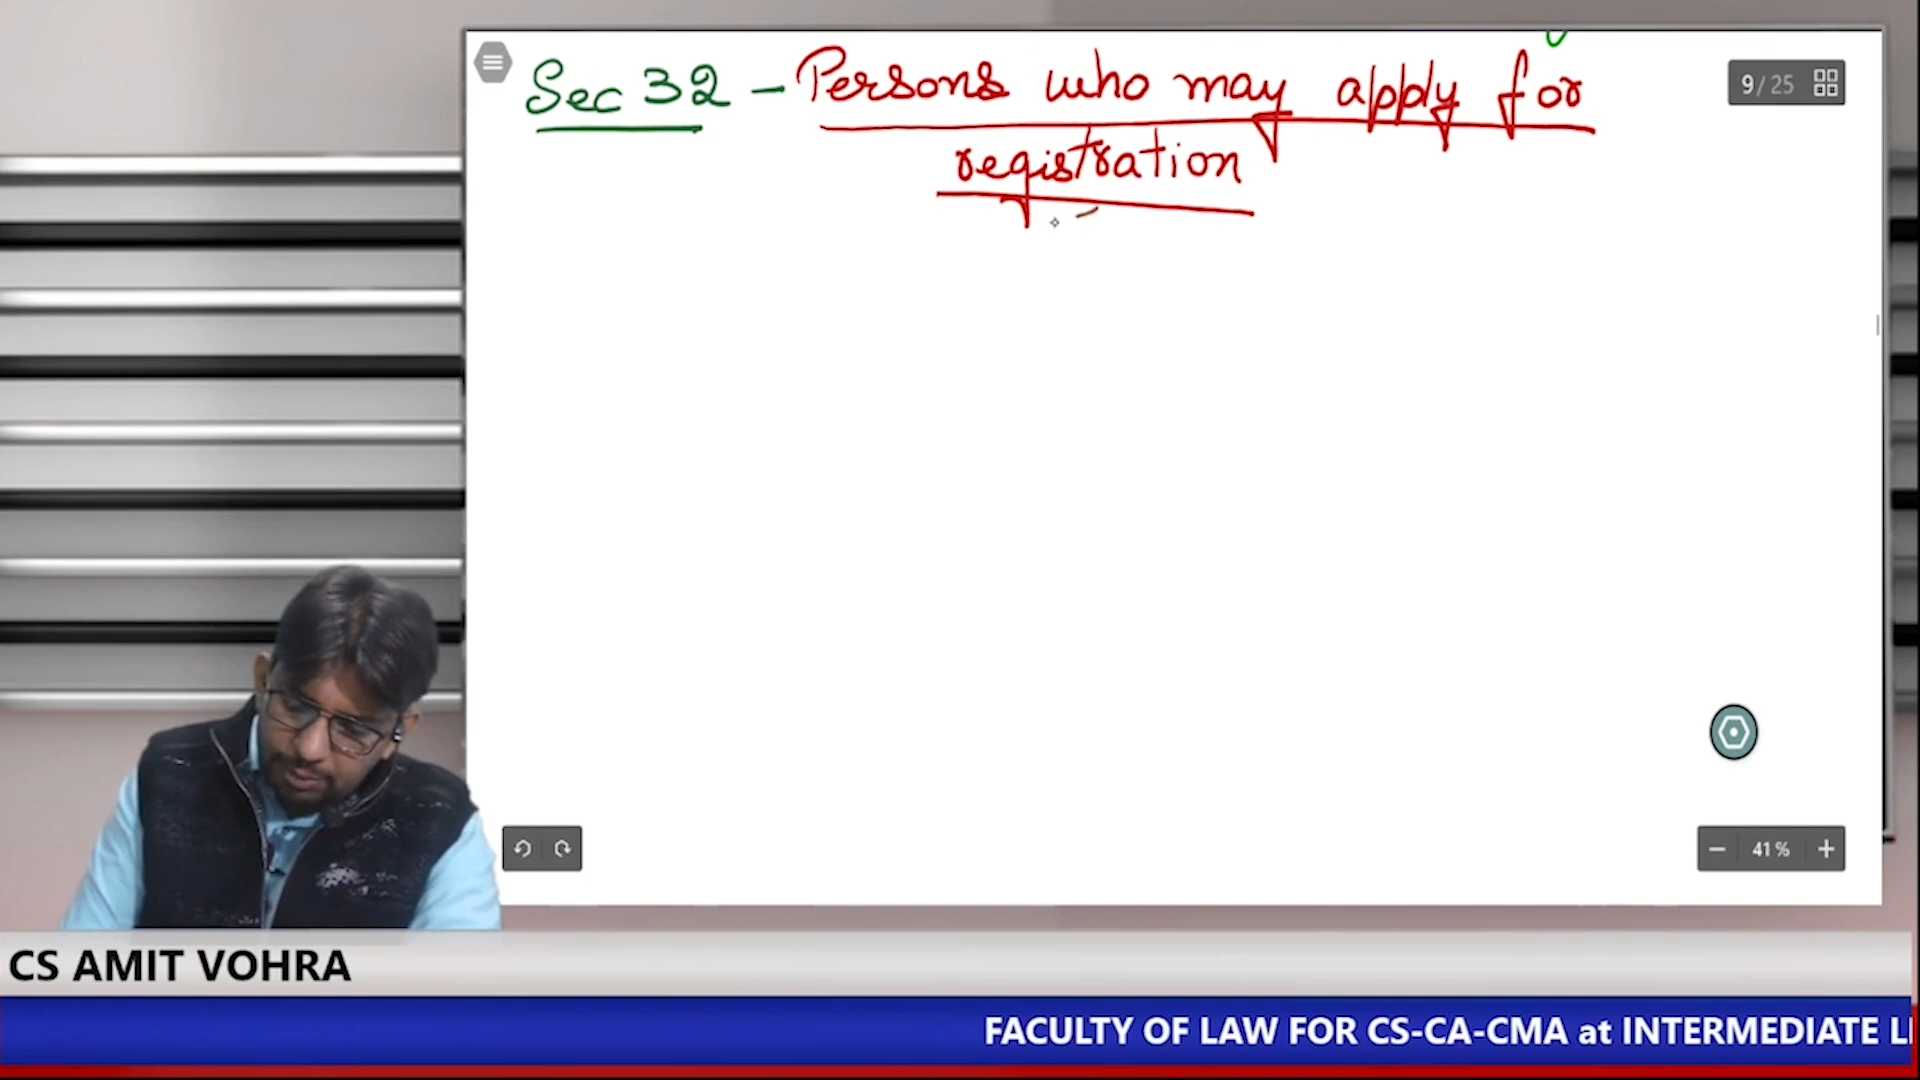 Sec 32 - Persons who may apply for
registration
9 / 25
41 %
CS AMIT VOHRA
FACULTY OF LAW FOR CS-CA-CMA at INTERMEDIATE L